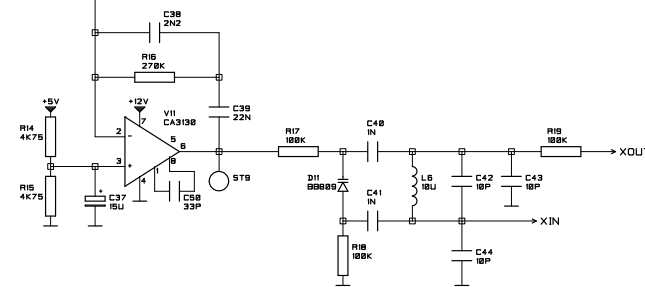 C38
2N2
R16
270K
+5V
+12V
V11
CA3130
C39
22N
7
R14
4K75
2
-
5
6
3
+
8
1
4
R17
100K
C40
1N
R19
100K
XOUT
ST9
D11
BB809
L6
10U
C42
10P
C43
10P
R15
4K75
+
C37
15U
C50
33P
C41
1N
XIN
R18
100K
C44
10P